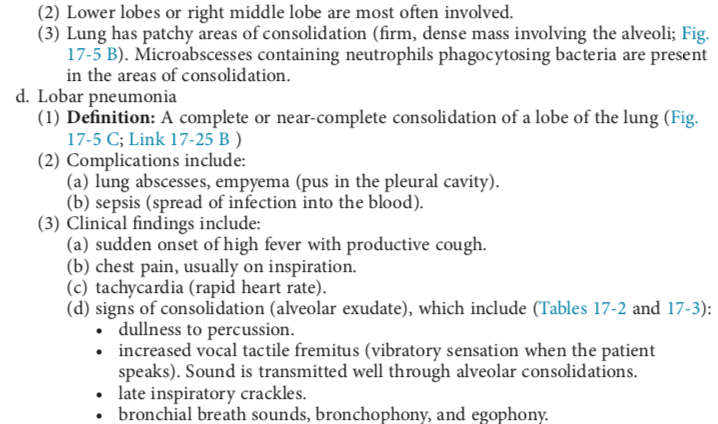 (2) Lower lobes or right middle lobe are most often involved.
(3) Lung has patchy areas of consolidation (firm, dense mass involving the alveoli; Fig.
17-5 B). Microabscesses containing neutrophils phagocytosing bacteria are present
in the areas of consolidation.
d. Lobar pneumonia
(1) Definition: A complete or near-complete consolidation of a lobe of the lung (Fig.
17-5 C; Link 17-25 B )
(2) Complications include:
(a) lung abscesses, empyema (pus in the pleural cavity).
(b) sepsis (spread of infection into the blood).
(3) Clinical findings include:
(a) sudden onset of high fever with productive cough.
(b) chest pain, usually on inspiration.
(c) tachycardia (rapid heart rate).
(d) signs of consolidation (alveolar exudate), which include (Tables 17-2 and 17-3):
• dullness to percussion.
• increased vocal tactile fremitus (vibratory sensation when the patient
speaks). Sound is transmitted well through alveolar consolidations.
• late inspiratory crackles.
• bronchial breath sounds, bronchophony, and egophony.